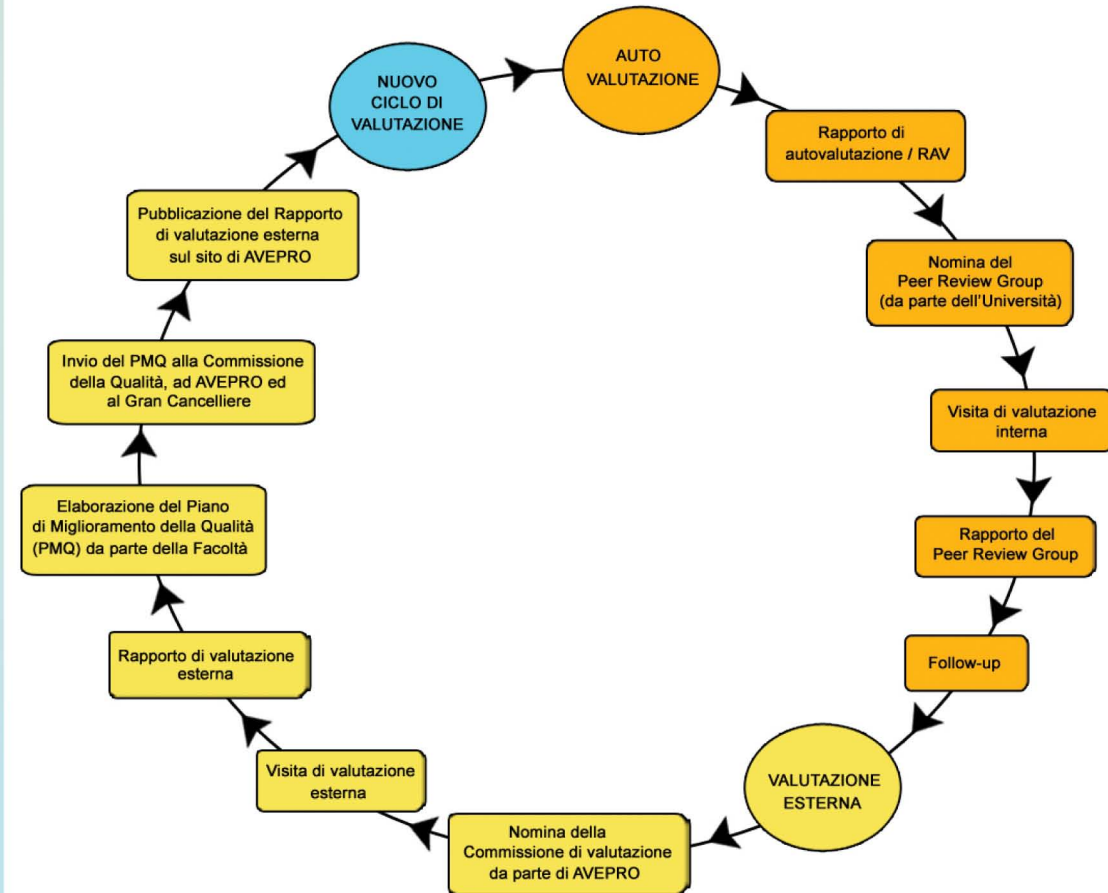 NUOVO
CICLO DI
VALUTAZIONE
AUTO
VALUTAZIONE
Rapporto di
autovalutazione / RAV
Nomina del
Peer Review Group
(da parte dell'Università)
Visita di valutazione
interna
Rapporto del
Peer Review Group
Follow-up
VALUTAZIONE
ESTERNA
Nomina della
Commissione di valutazione
da parte di AVEPRO
Visita di valutazione
esterna
Rapporto di valutazione
esterna
Elaborazione del Piano
di Miglioramento della Qualità
(PMQ) da parte della Facoltà
Invio del PMQ alla Commissione
della Qualità, ad AVEPRO ed
al Gran Cancelliere
Pubblicazione del Rapporto
di valutazione esterna
sul sito di AVEPRO